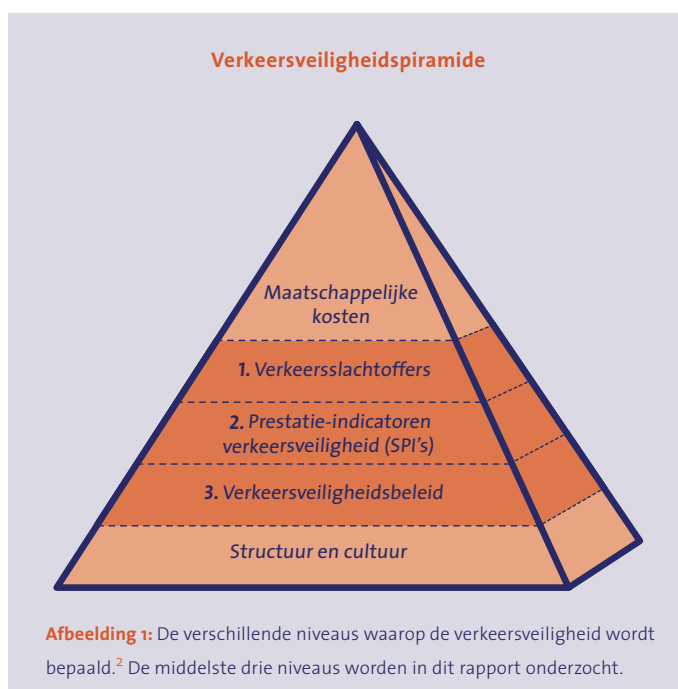 Verkeersveiligheidspiramide
Maatschappelijke
kosten
1. Verkeersslachtoffers
2. Prestatie-indicatoren
verkeersveiligheid (SPI's)
3. Verkeersveiligheidsbeleid
Structuur en cultuur
Afbeelding 1: De verschillende niveaus waarop de verkeersveiligheid wordt
bepaald.² De middelste drie niveaus worden in dit rapport onderzocht.